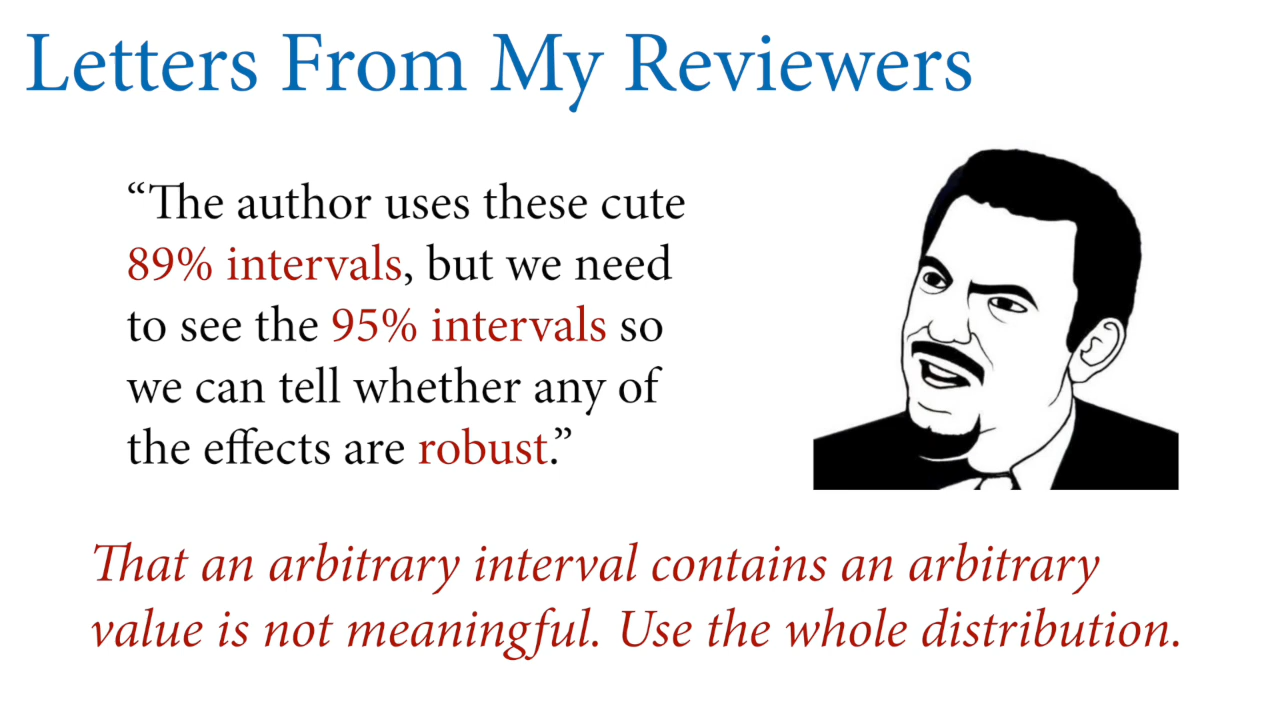 Letters From My Reviewers
“The author uses these cute
89% intervals, but we need
to see the 95% intervals so
we can tell whether any of
the effects are robust.”
That an arbitrary interval contains an arbitrary
value is not meaningful. Use the whole distribution.